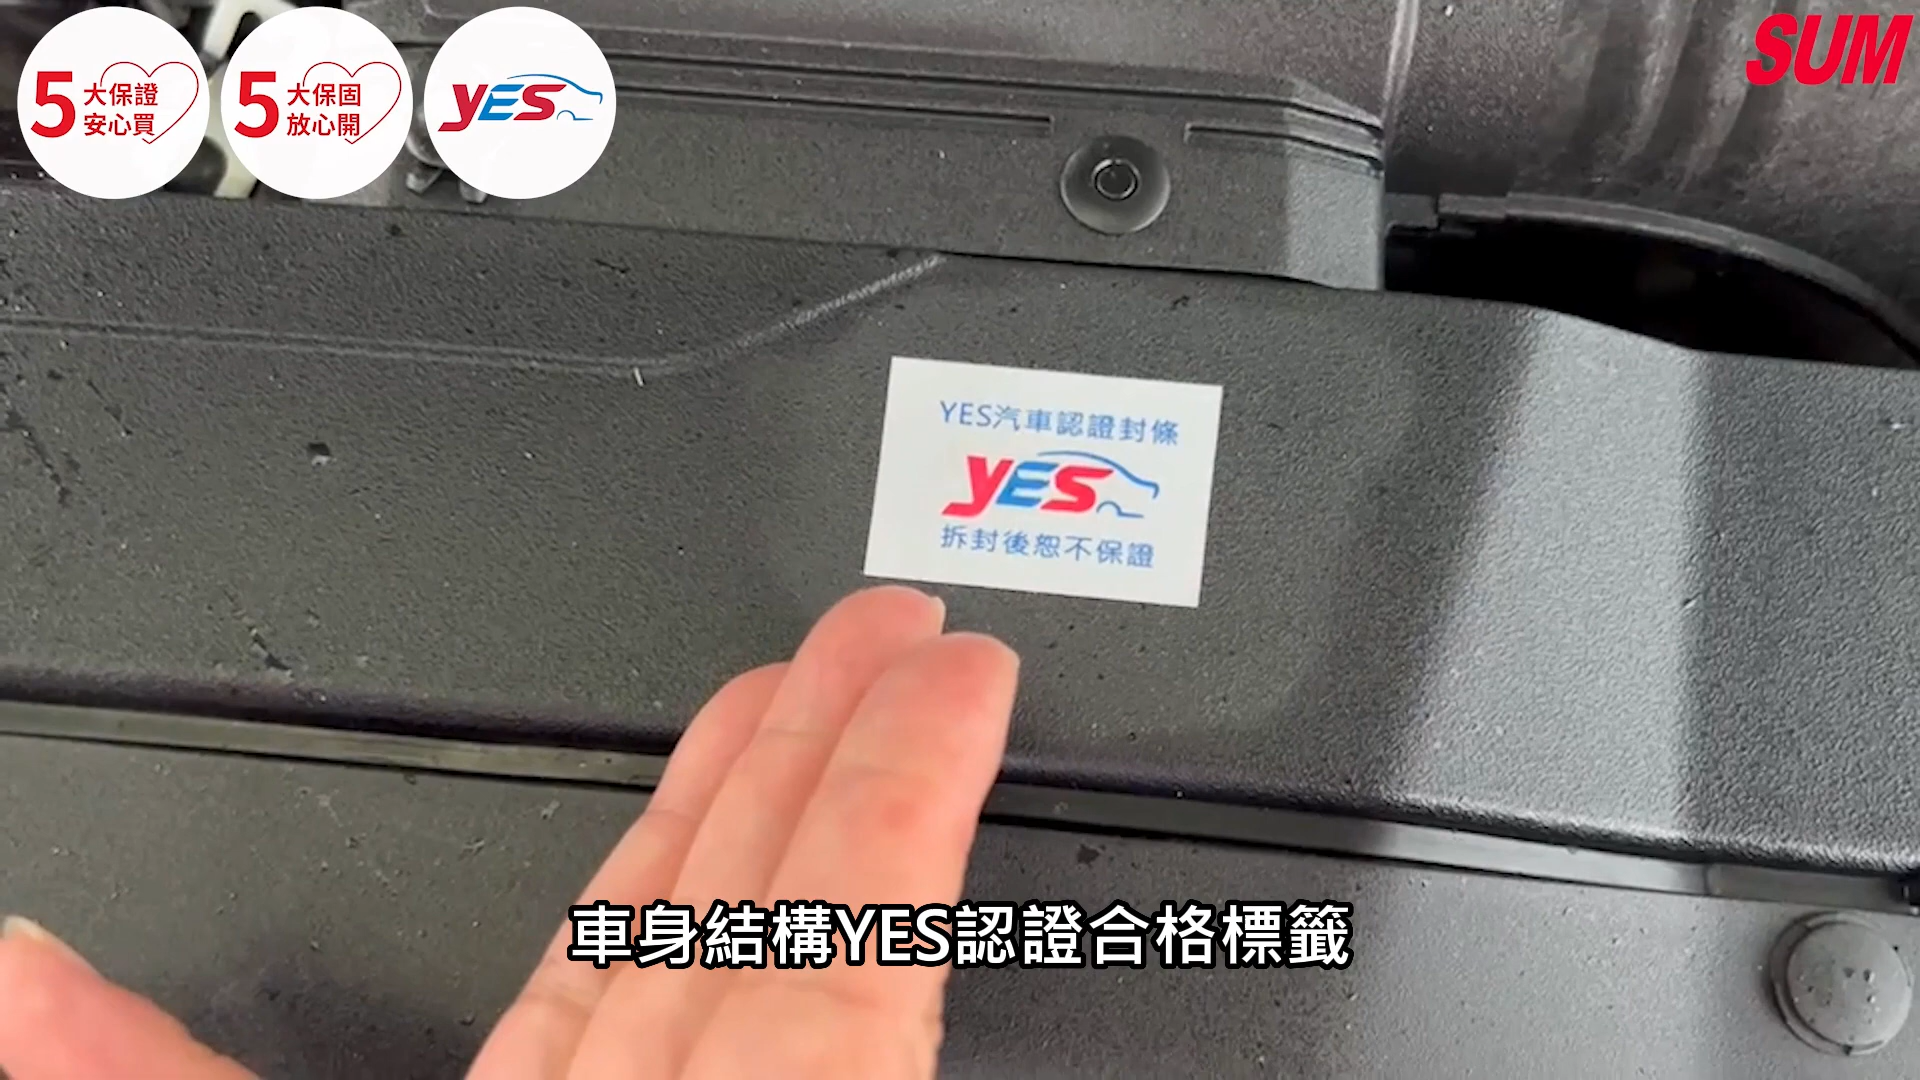 5大保證
安心買
5大保固
放心開
YES
SUM
YES汽車認證封條
YES
拆封後恕不保證
車身結構YES認證合格標籤